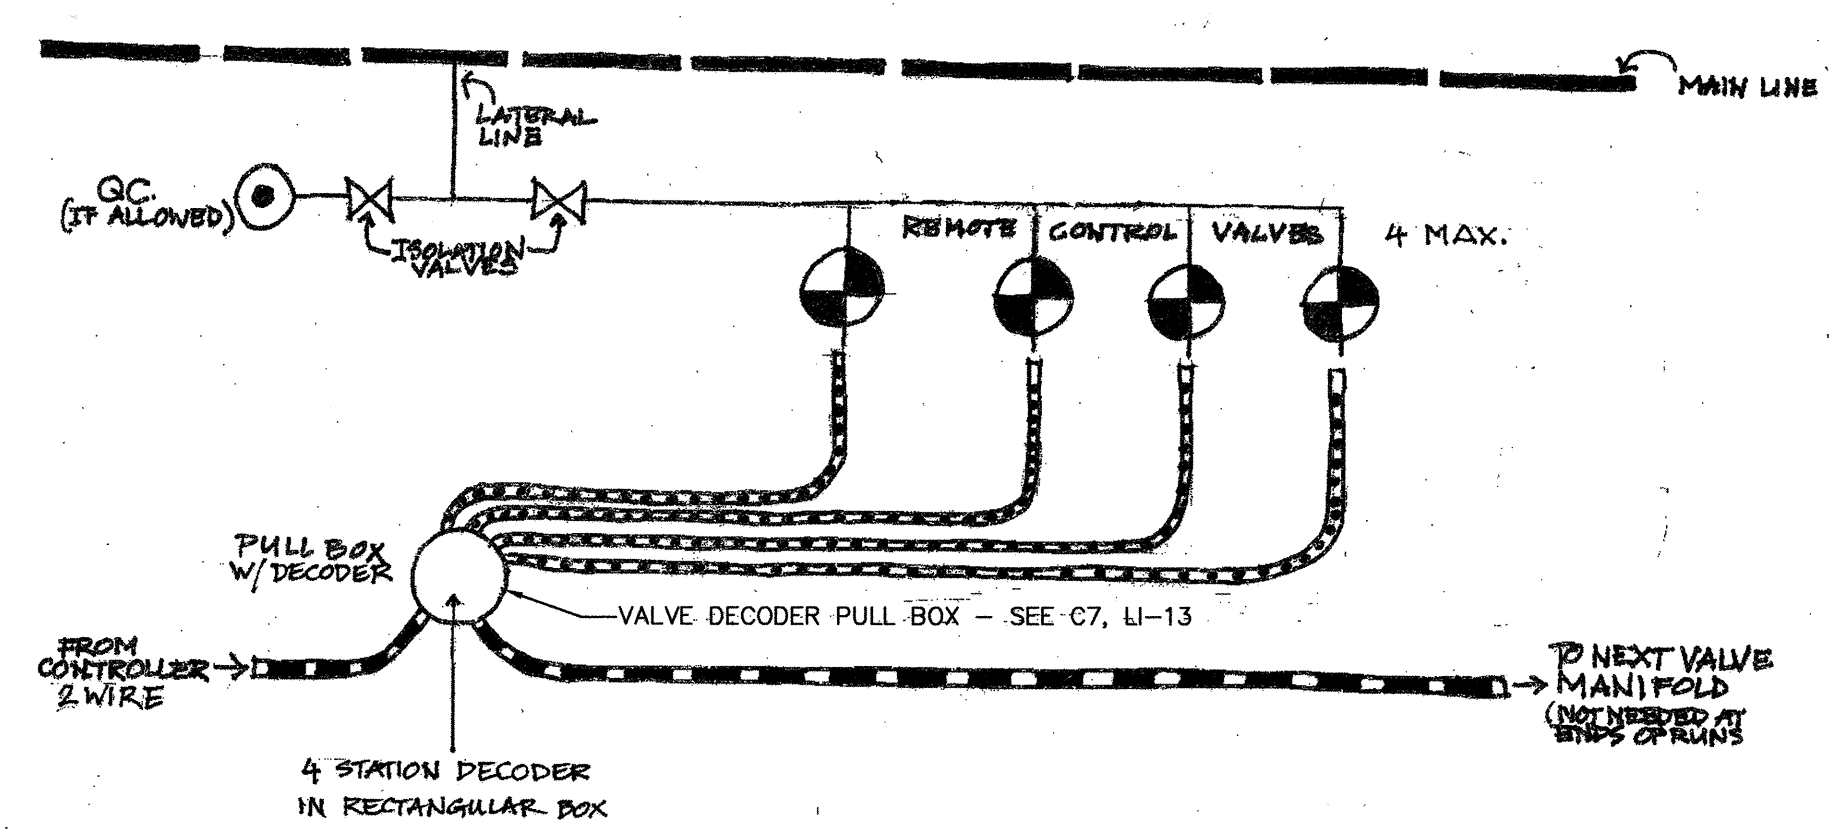 MAIN LINE
LATERAL
LINE
Q.C.
(IF ALLOWED)
ISOLATION
VALVES
REMOTE CONTROL VALVES 4 MAX.
PULL BOX
W/DECODER
VALVE DECODER PULL BOX – SEE C7, LI-13
FROM
CONTROLLER
2 WIRE
TO NEXT VALVE
MANIFOLD
(NOT NEEDED AT
ENDS OF RUNS
4 STATION DECODER
IN RECTANGULAR BOX